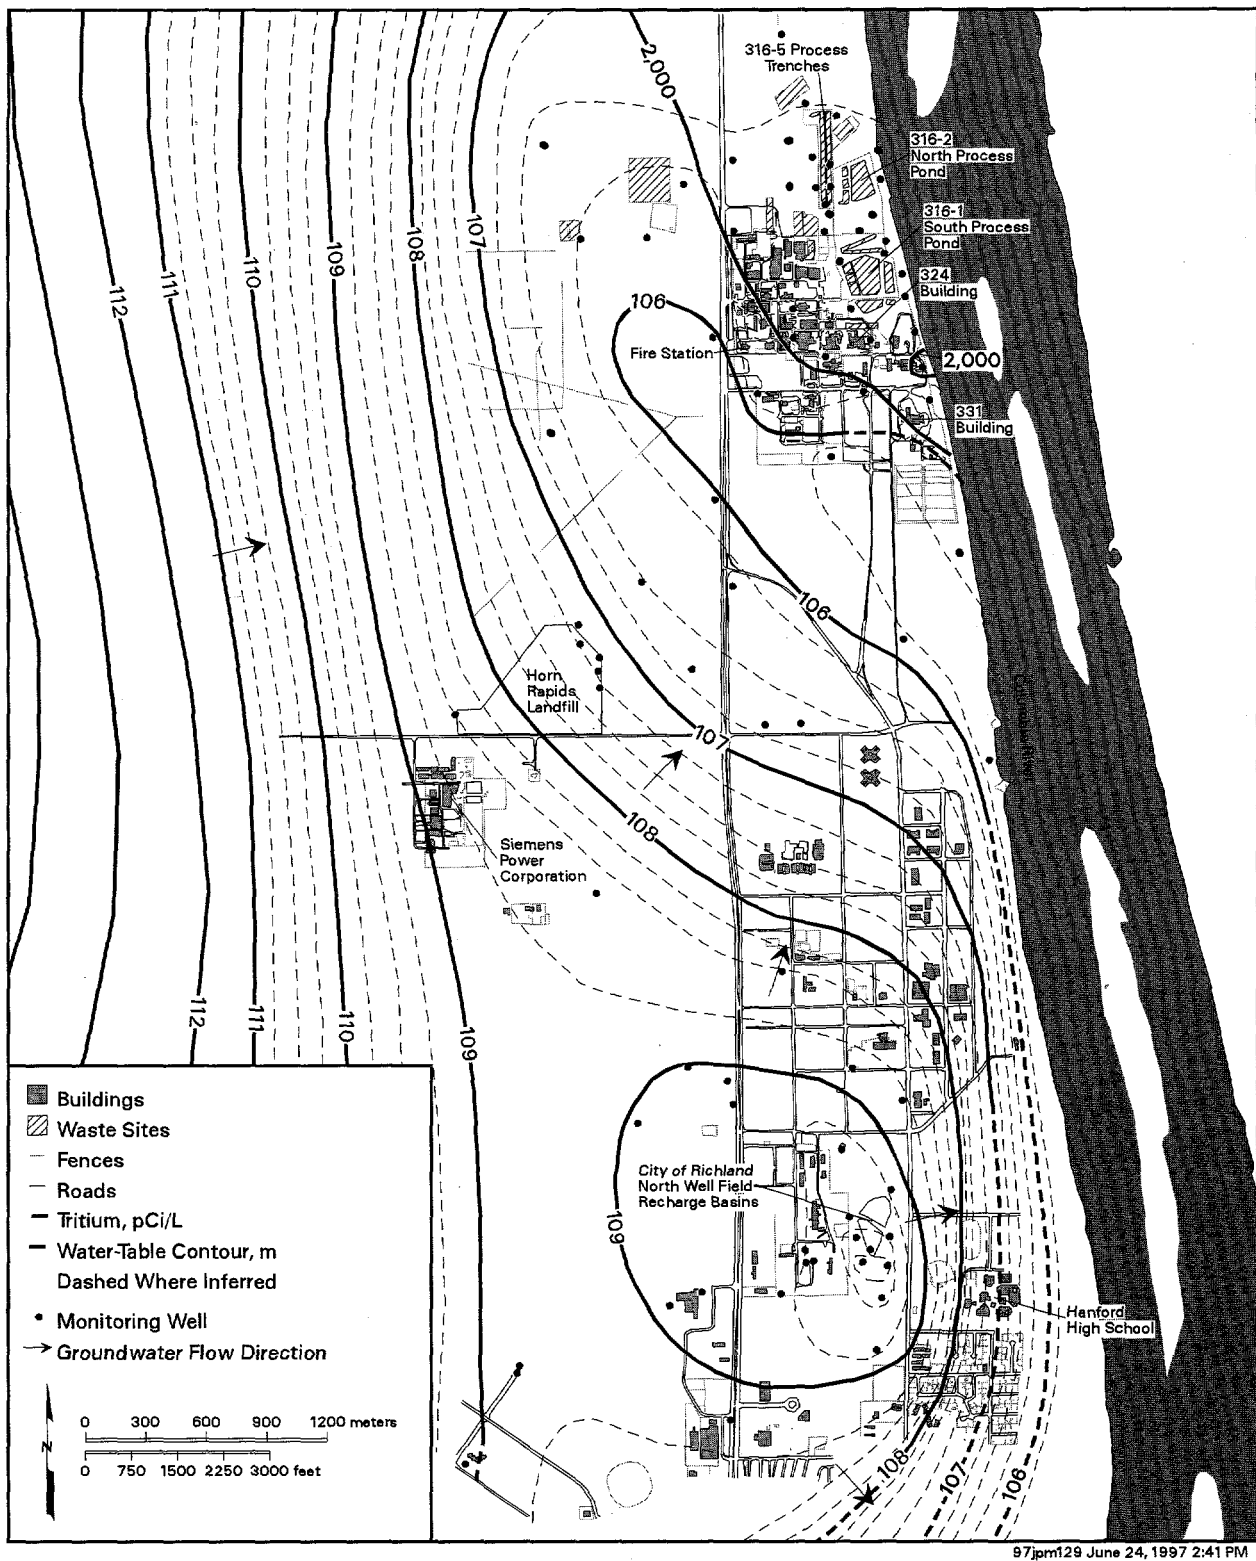 2,000
316-5 Process
Trenches
316-2
North Process
Pond
316-1
South Process
Pond
324
Building
107
108
109
110
111
112
106
Fire Station
2,000
331
Building
106
Horn
Rapids
Landfill
Columbia River
107
108
Siemens
Power
Corporation
112
111
110
109
City of Richland
North Well Field
Recharge Basins
109
Hanford
High School
108
107
106
Buildings
Waste Sites
Fences
Roads
Tritium, pCi/L
Water-Table Contour, m
Dashed Where Inferred
Monitoring Well
Groundwater Flow Direction
N
0 300 600 900 1200 meters
0 750 1500 2250 3000 feet
97jpm129 June 24, 1997 2:41 PM